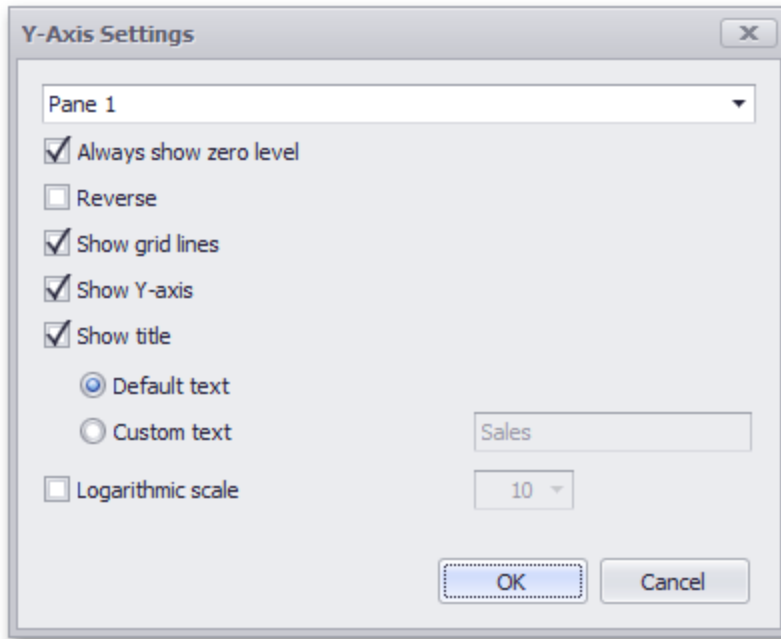 Y-Axis Settings
Pane 1
Always show zero level
Reverse
Show grid lines
Show Y-axis
Show title
Default text
Custom text Sales
Logarithmic scale 10
OK Cancel